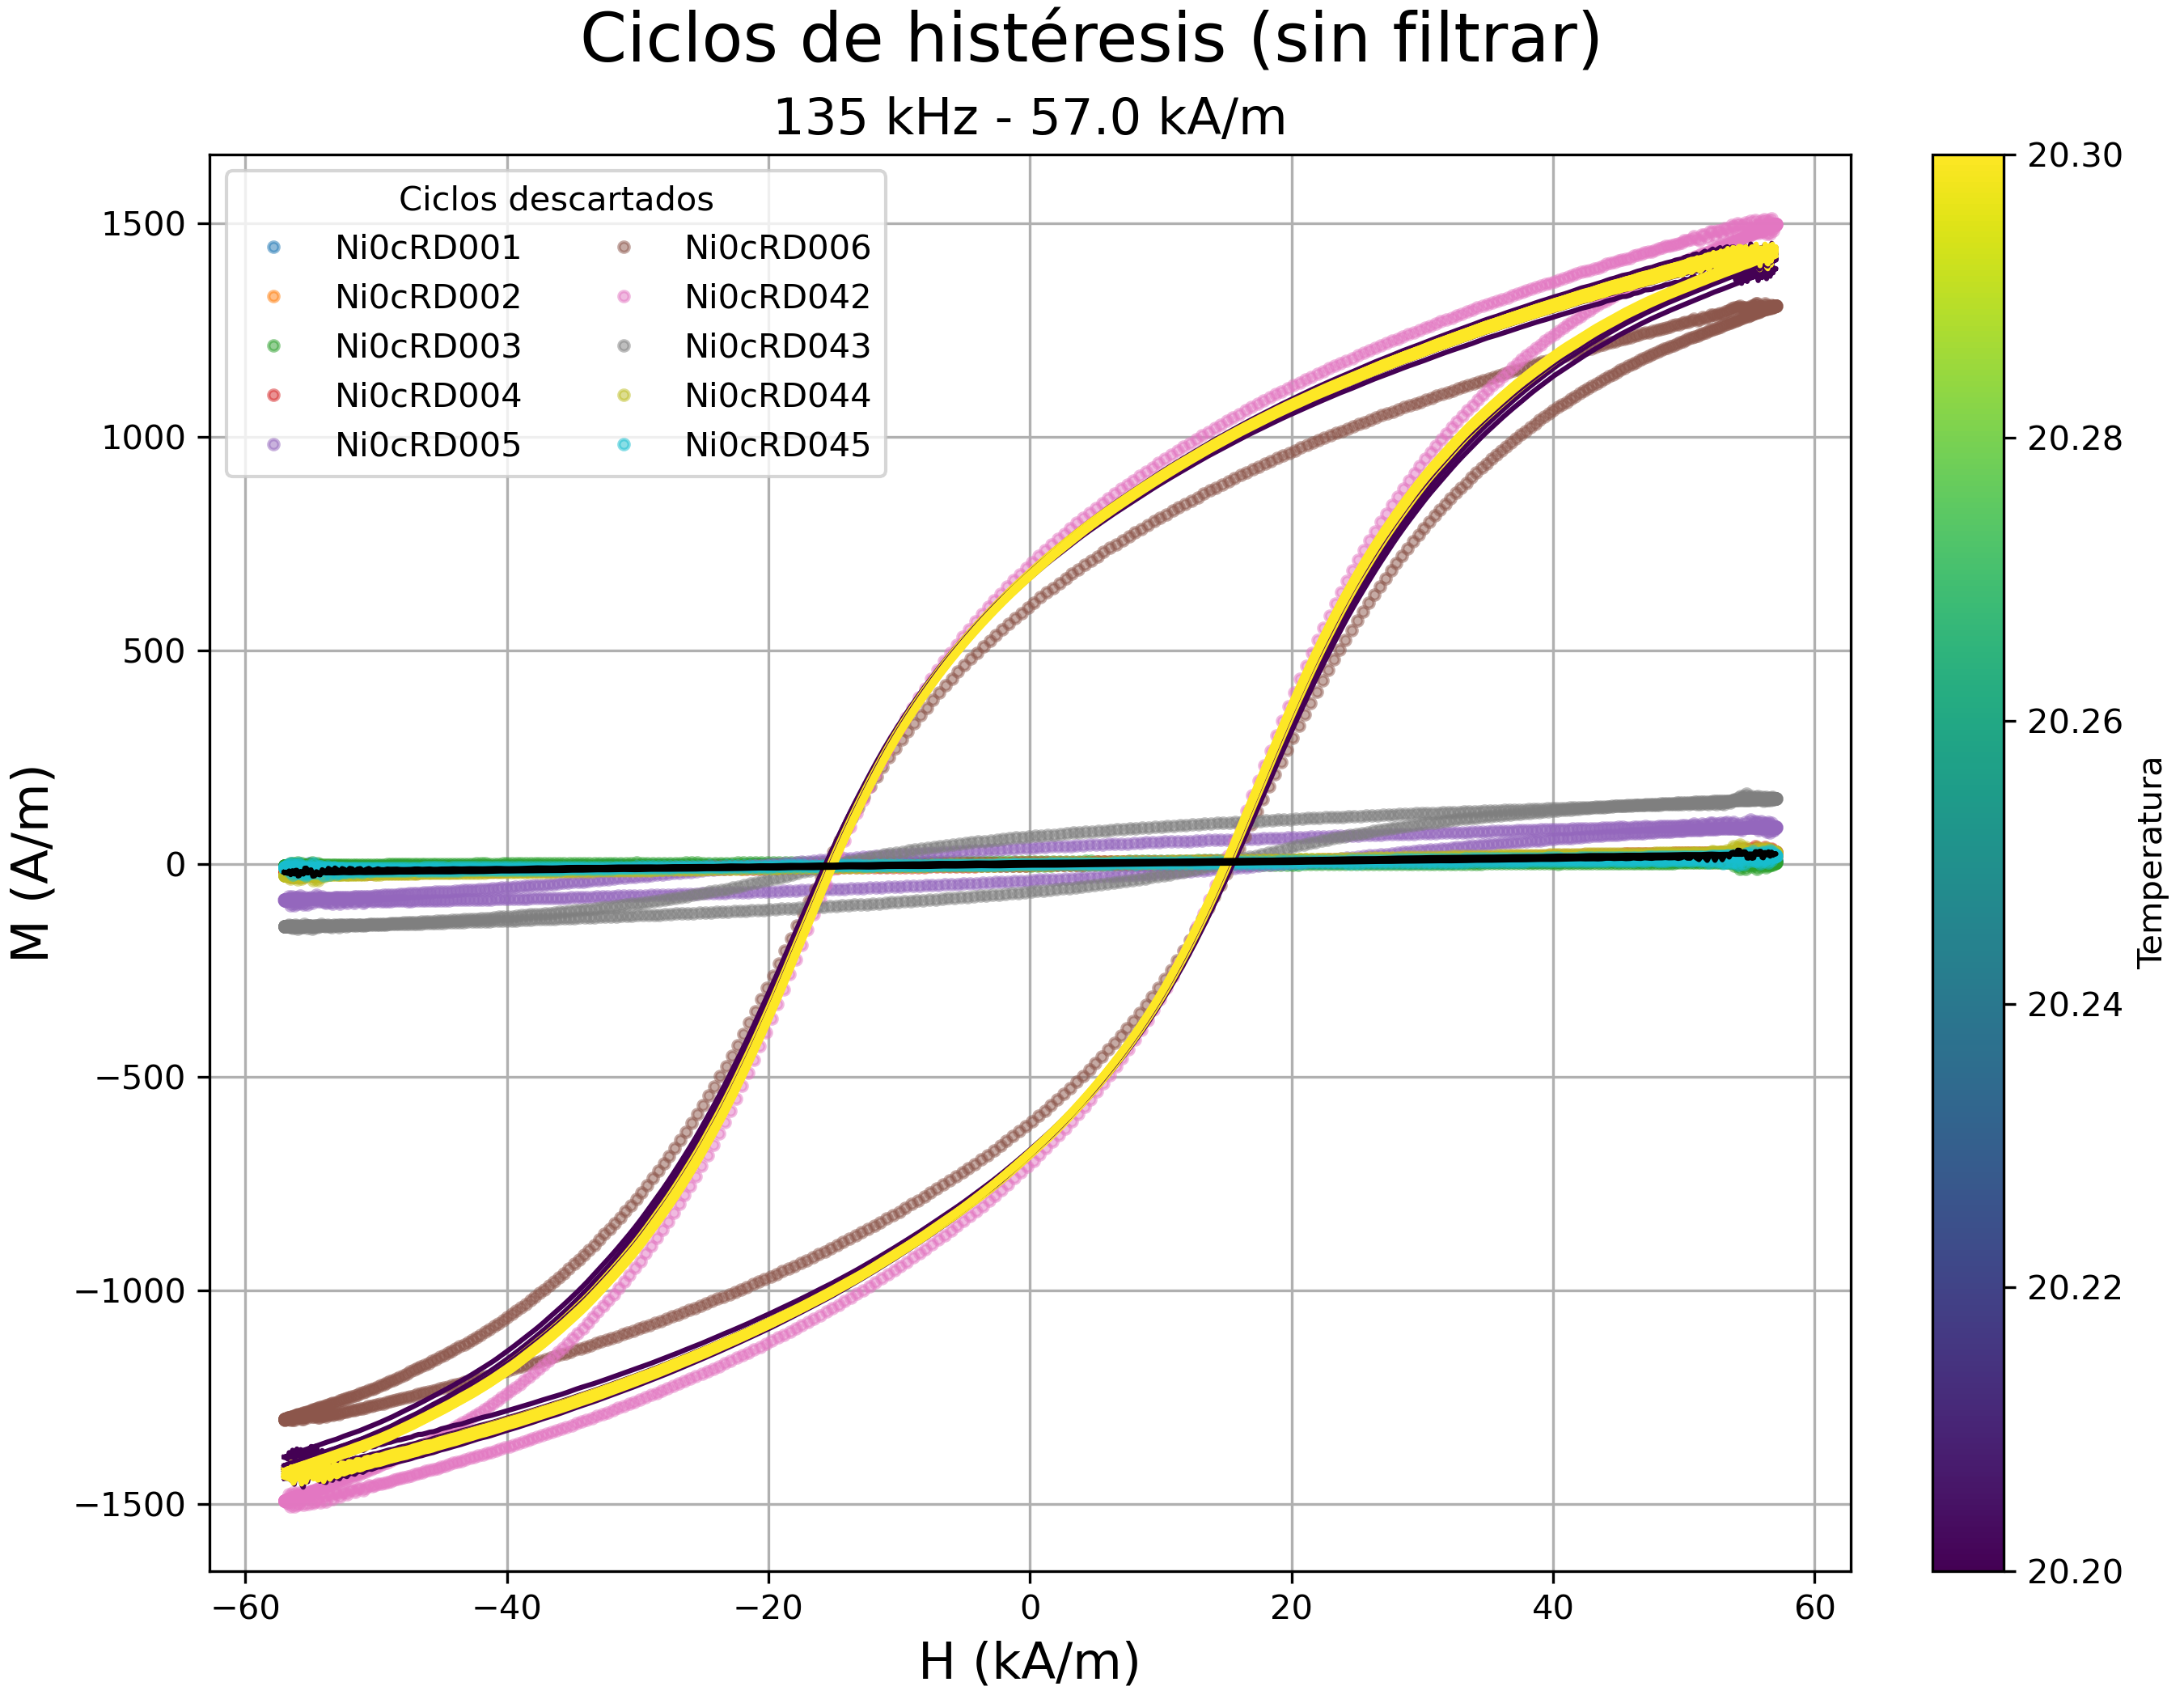 Ciclos de histéresis (sin filtrar)
135 kHz - 57.0 kA/m
Ciclos descartados
Ni0cRD001
Ni0cRD002
Ni0cRD003
Ni0cRD004
Ni0cRD005
Ni0cRD006
Ni0cRD042
Ni0cRD043
Ni0cRD044
Ni0cRD045
M (A/m)
1500
1000
500
0
−500
−1000
−1500
−60
−40
−20
0
20
40
60
H (kA/m)
20.30
20.28
20.26
20.24
20.22
20.20
Temperatura